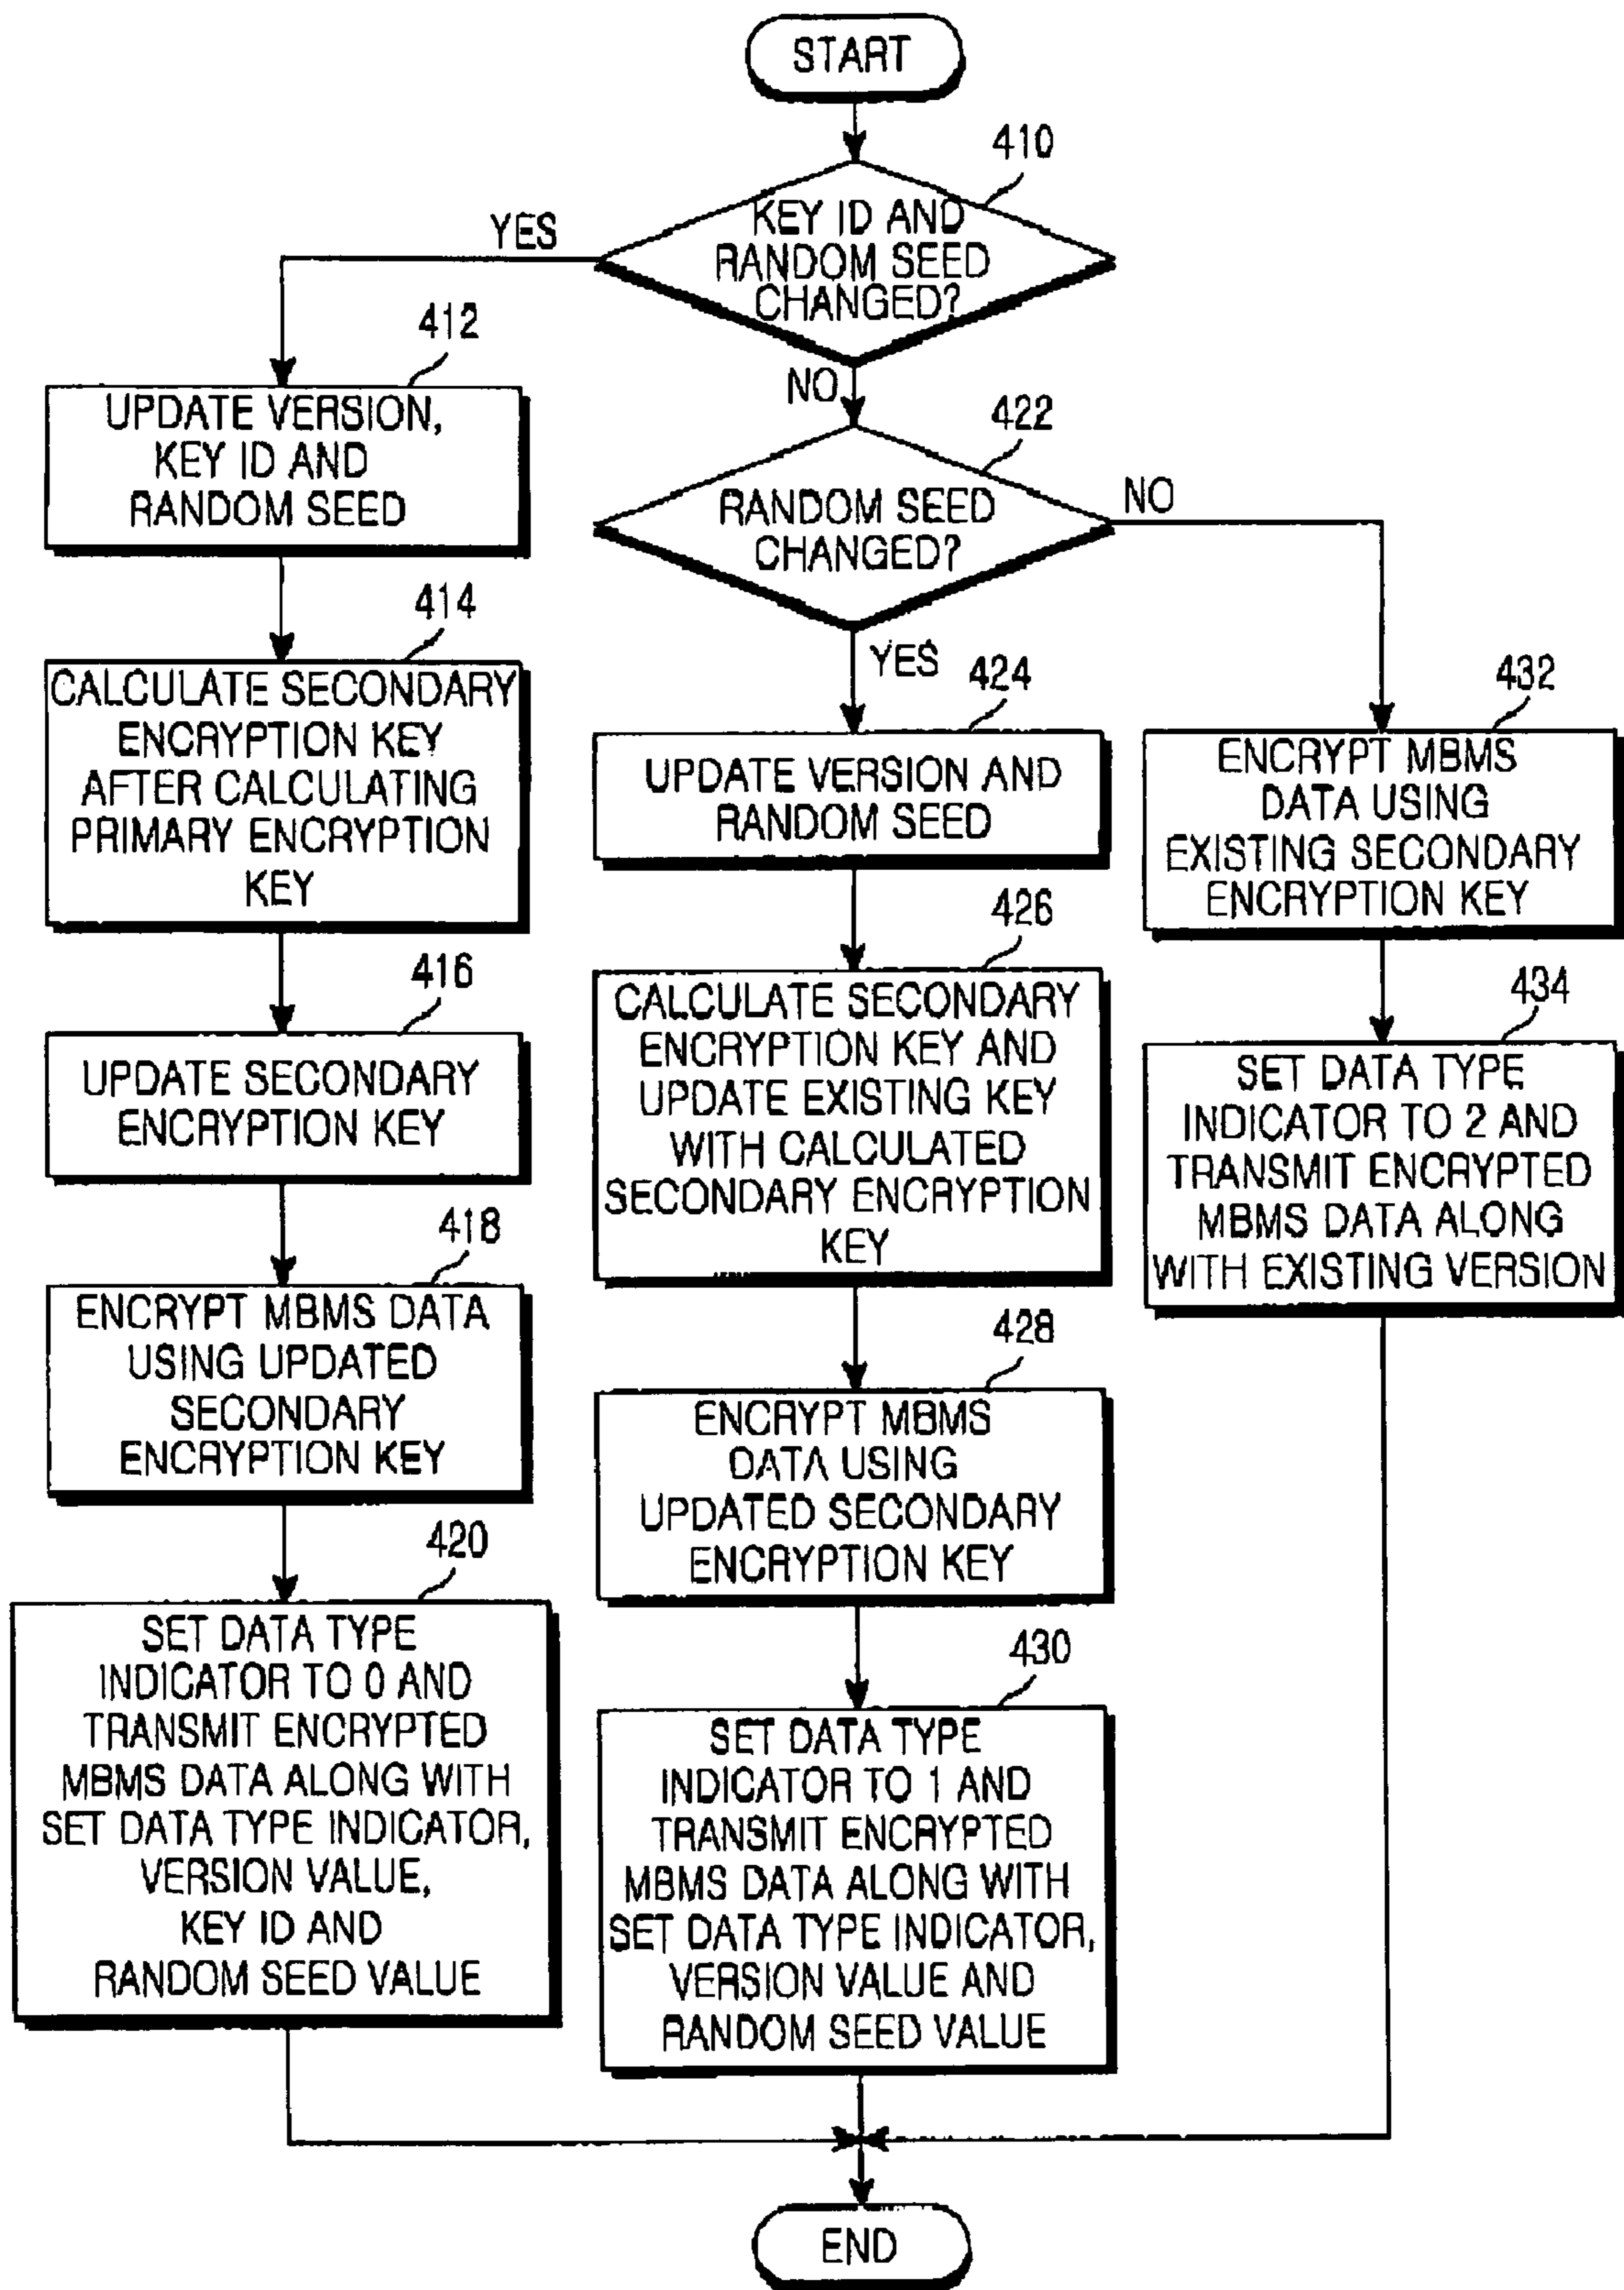 START
410
KEY ID AND
RANDOM SEED
CHANGED?
YES
NO
412
UPDATE VERSION,
KEY ID AND
RANDOM SEED
414
CALCULATE SECONDARY
ENCRYPTION KEY
AFTER CALCULATING
PRIMARY ENCRYPTION
KEY
416
UPDATE SECONDARY
ENCRYPTION KEY
418
ENCRYPT MBMS DATA
USING UPDATED
SECONDARY
ENCRYPTION KEY
420
SET DATA TYPE
INDICATOR TO 0 AND
TRANSMIT ENCRYPTED
MBMS DATA ALONG WITH
SET DATA TYPE INDICATOR,
VERSION VALUE,
KEY ID AND
RANDOM SEED VALUE
422
RANDOM SEED
CHANGED?
NO
YES
424
UPDATE VERSION AND
RANDOM SEED
426
CALCULATE SECONDARY
ENCRYPTION KEY AND
UPDATE EXISTING KEY
WITH CALCULATED
SECONDARY ENCRYPTION
KEY
428
ENCRYPT MBMS
DATA USING
UPDATED SECONDARY
ENCRYPTION KEY
430
SET DATA TYPE
INDICATOR TO 1 AND
TRANSMIT ENCRYPTED
MBMS DATA ALONG WITH
SET DATA TYPE INDICATOR,
VERSION VALUE AND
RANDOM SEED VALUE
432
ENCRYPT MBMS
DATA USING
EXISTING SECONDARY
ENCRYPTION KEY
434
SET DATA TYPE
INDICATOR TO 2 AND
TRANSMIT ENCRYPTED
MBMS DATA ALONG
WITH EXISTING VERSION
END